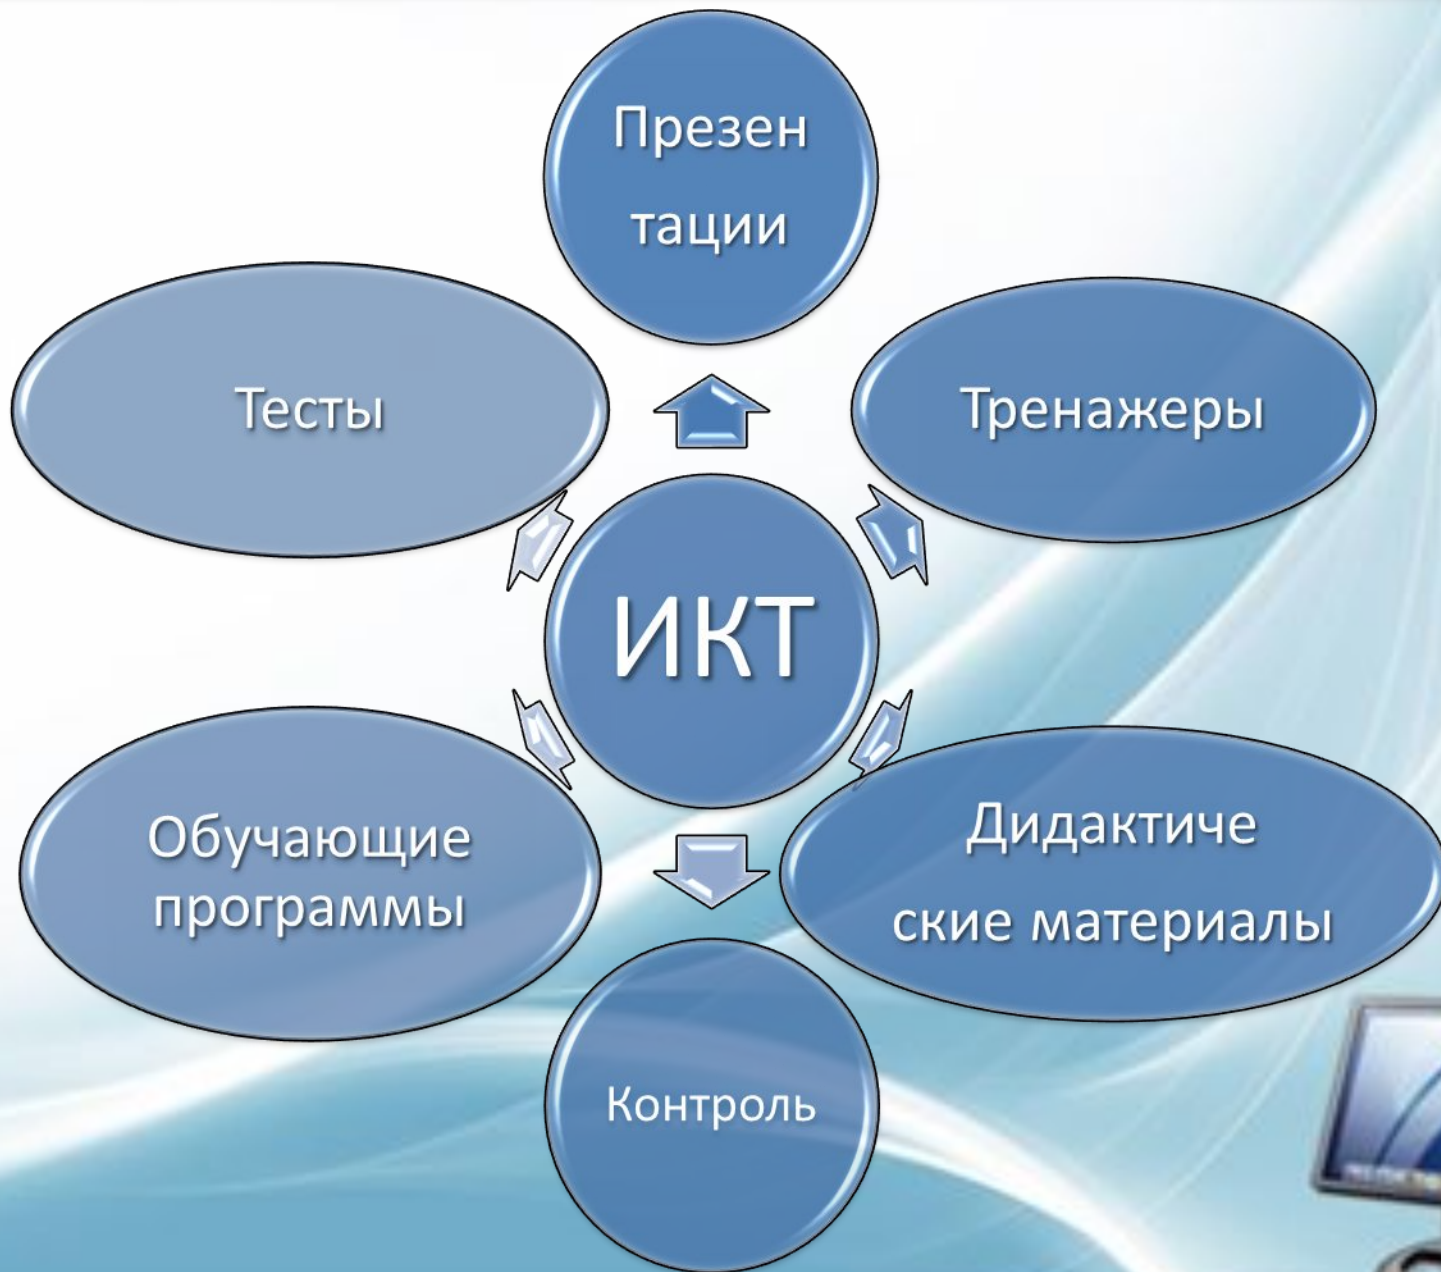 Презен
тации
Тесты
Тренажеры
ИКТ
Обучающие
программы
Дидактиче
ские материалы
Контроль